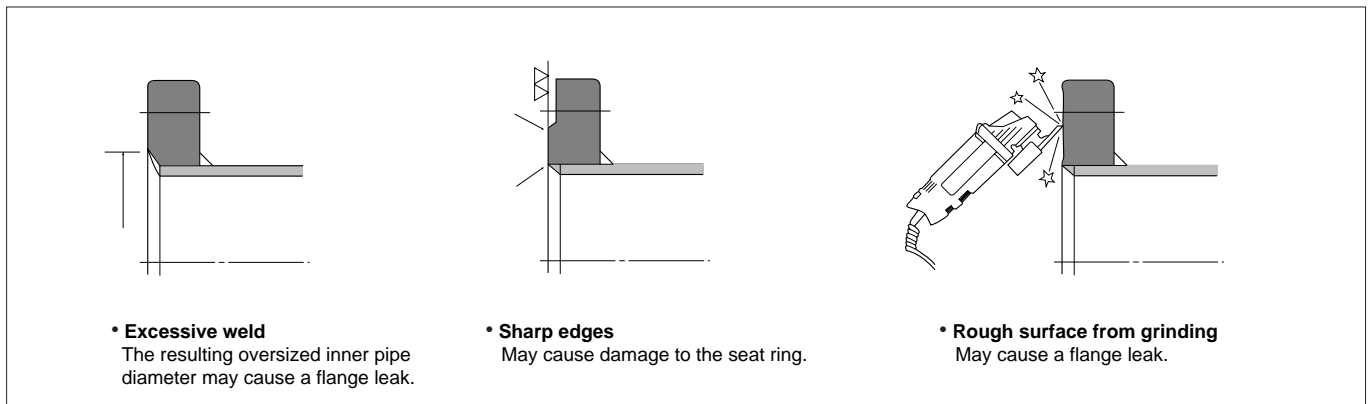 • Excessive weld
The resulting oversized inner pipe
diameter may cause a flange leak.
• Sharp edges
May cause damage to the seat ring.
• Rough surface from grinding
May cause a flange leak.